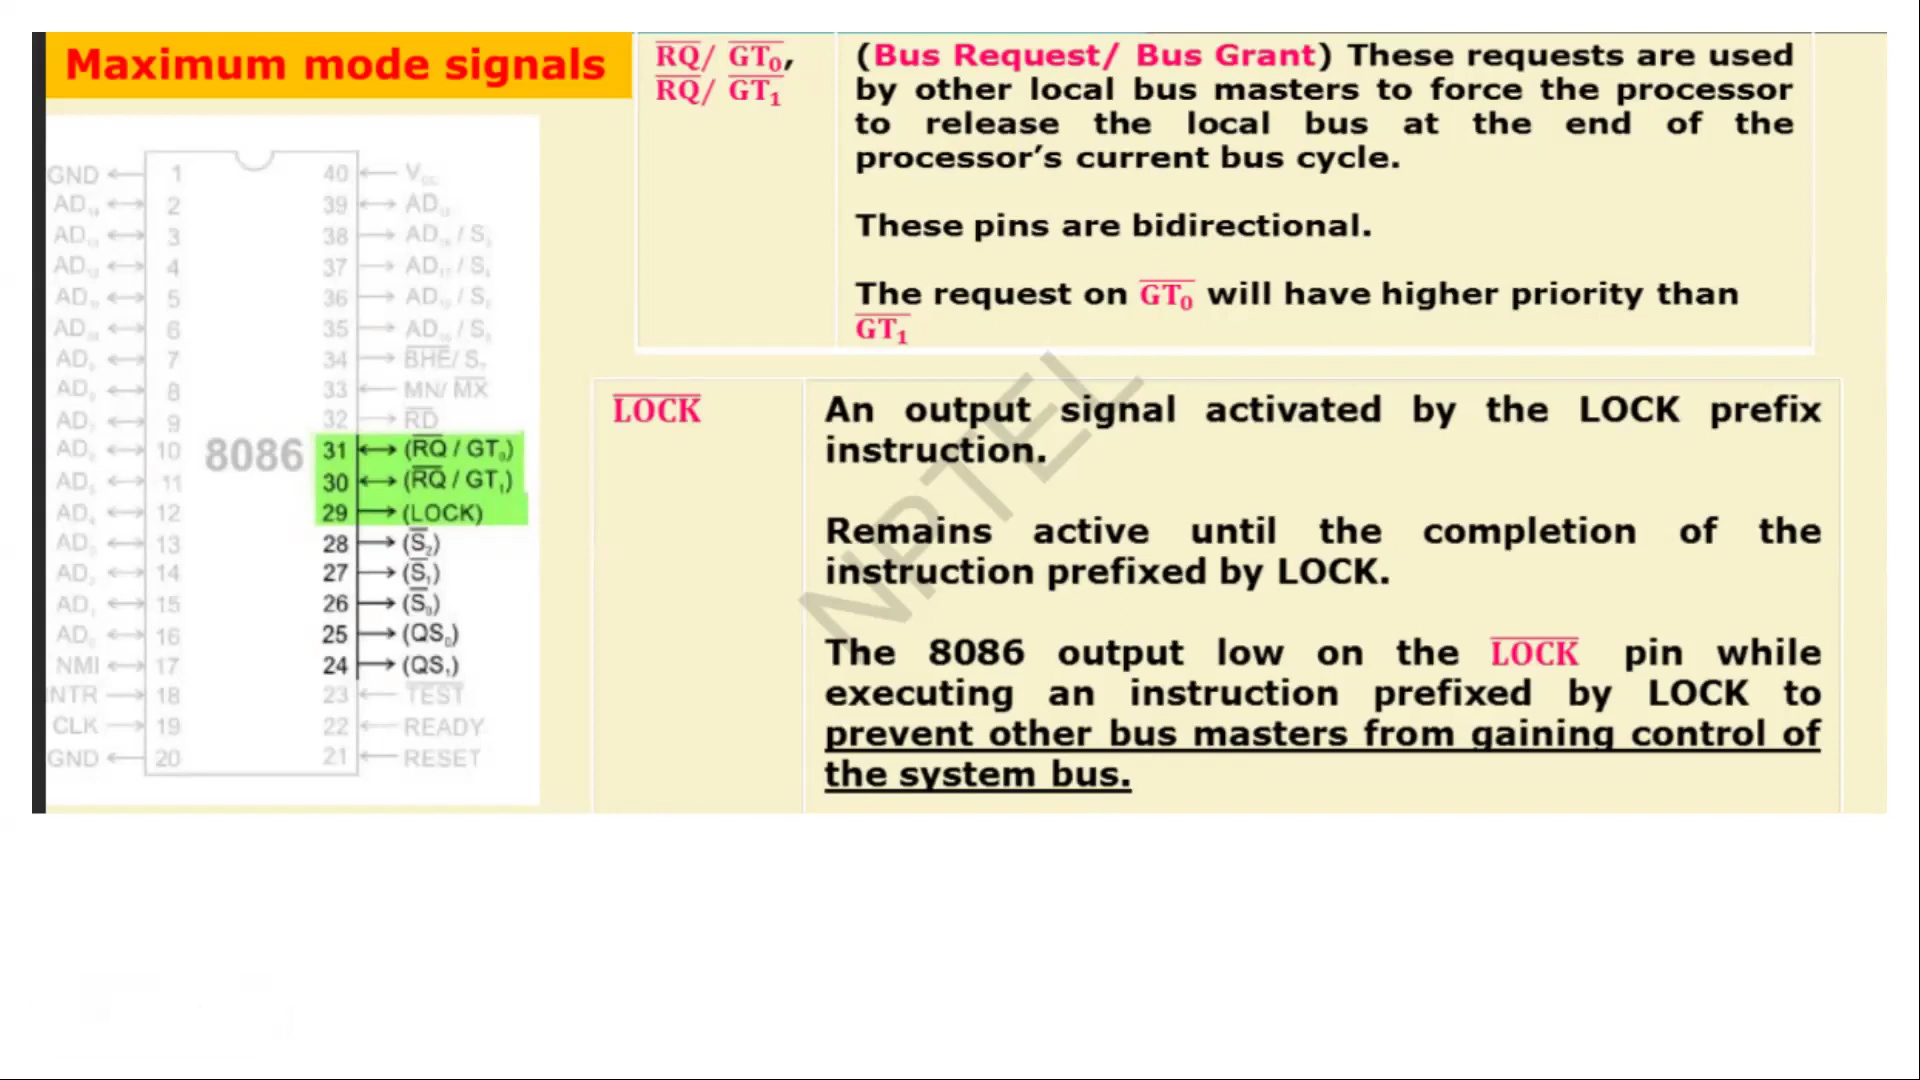 Maximum mode signals
RQ/ GT0,
RQ/ GT1
(Bus Request/ Bus Grant) These requests are used
by other local bus masters to force the processor
to release the local bus at the end of the
processor’s current bus cycle.
These pins are bidirectional.
The request on GT0 will have higher priority than
GT1
LOCK
An output signal activated by the LOCK prefix
instruction.
Remains active until the completion of the
instruction prefixed by LOCK.
The 8086 output low on the LOCK pin while
executing an instruction prefixed by LOCK to
prevent other bus masters from gaining control of
the system bus.
NPTEL
8086
GND 1
2
3
4
5
6
7
8
9
10
11
12
13
14
15
16
NMI 17
NTR 18
CLK 19
GND 20
40
39
38
37
36
35
34 BHE/ S7
33 MN/ MX
32 RD
31 (RQ / GT0)
30 (RQ / GT1)
29 (LOCK)
28 (S2)
27 (S1)
26 (S0)
25 (QS0)
24 (QS1)
23 TEST
22 READY
21 RESET